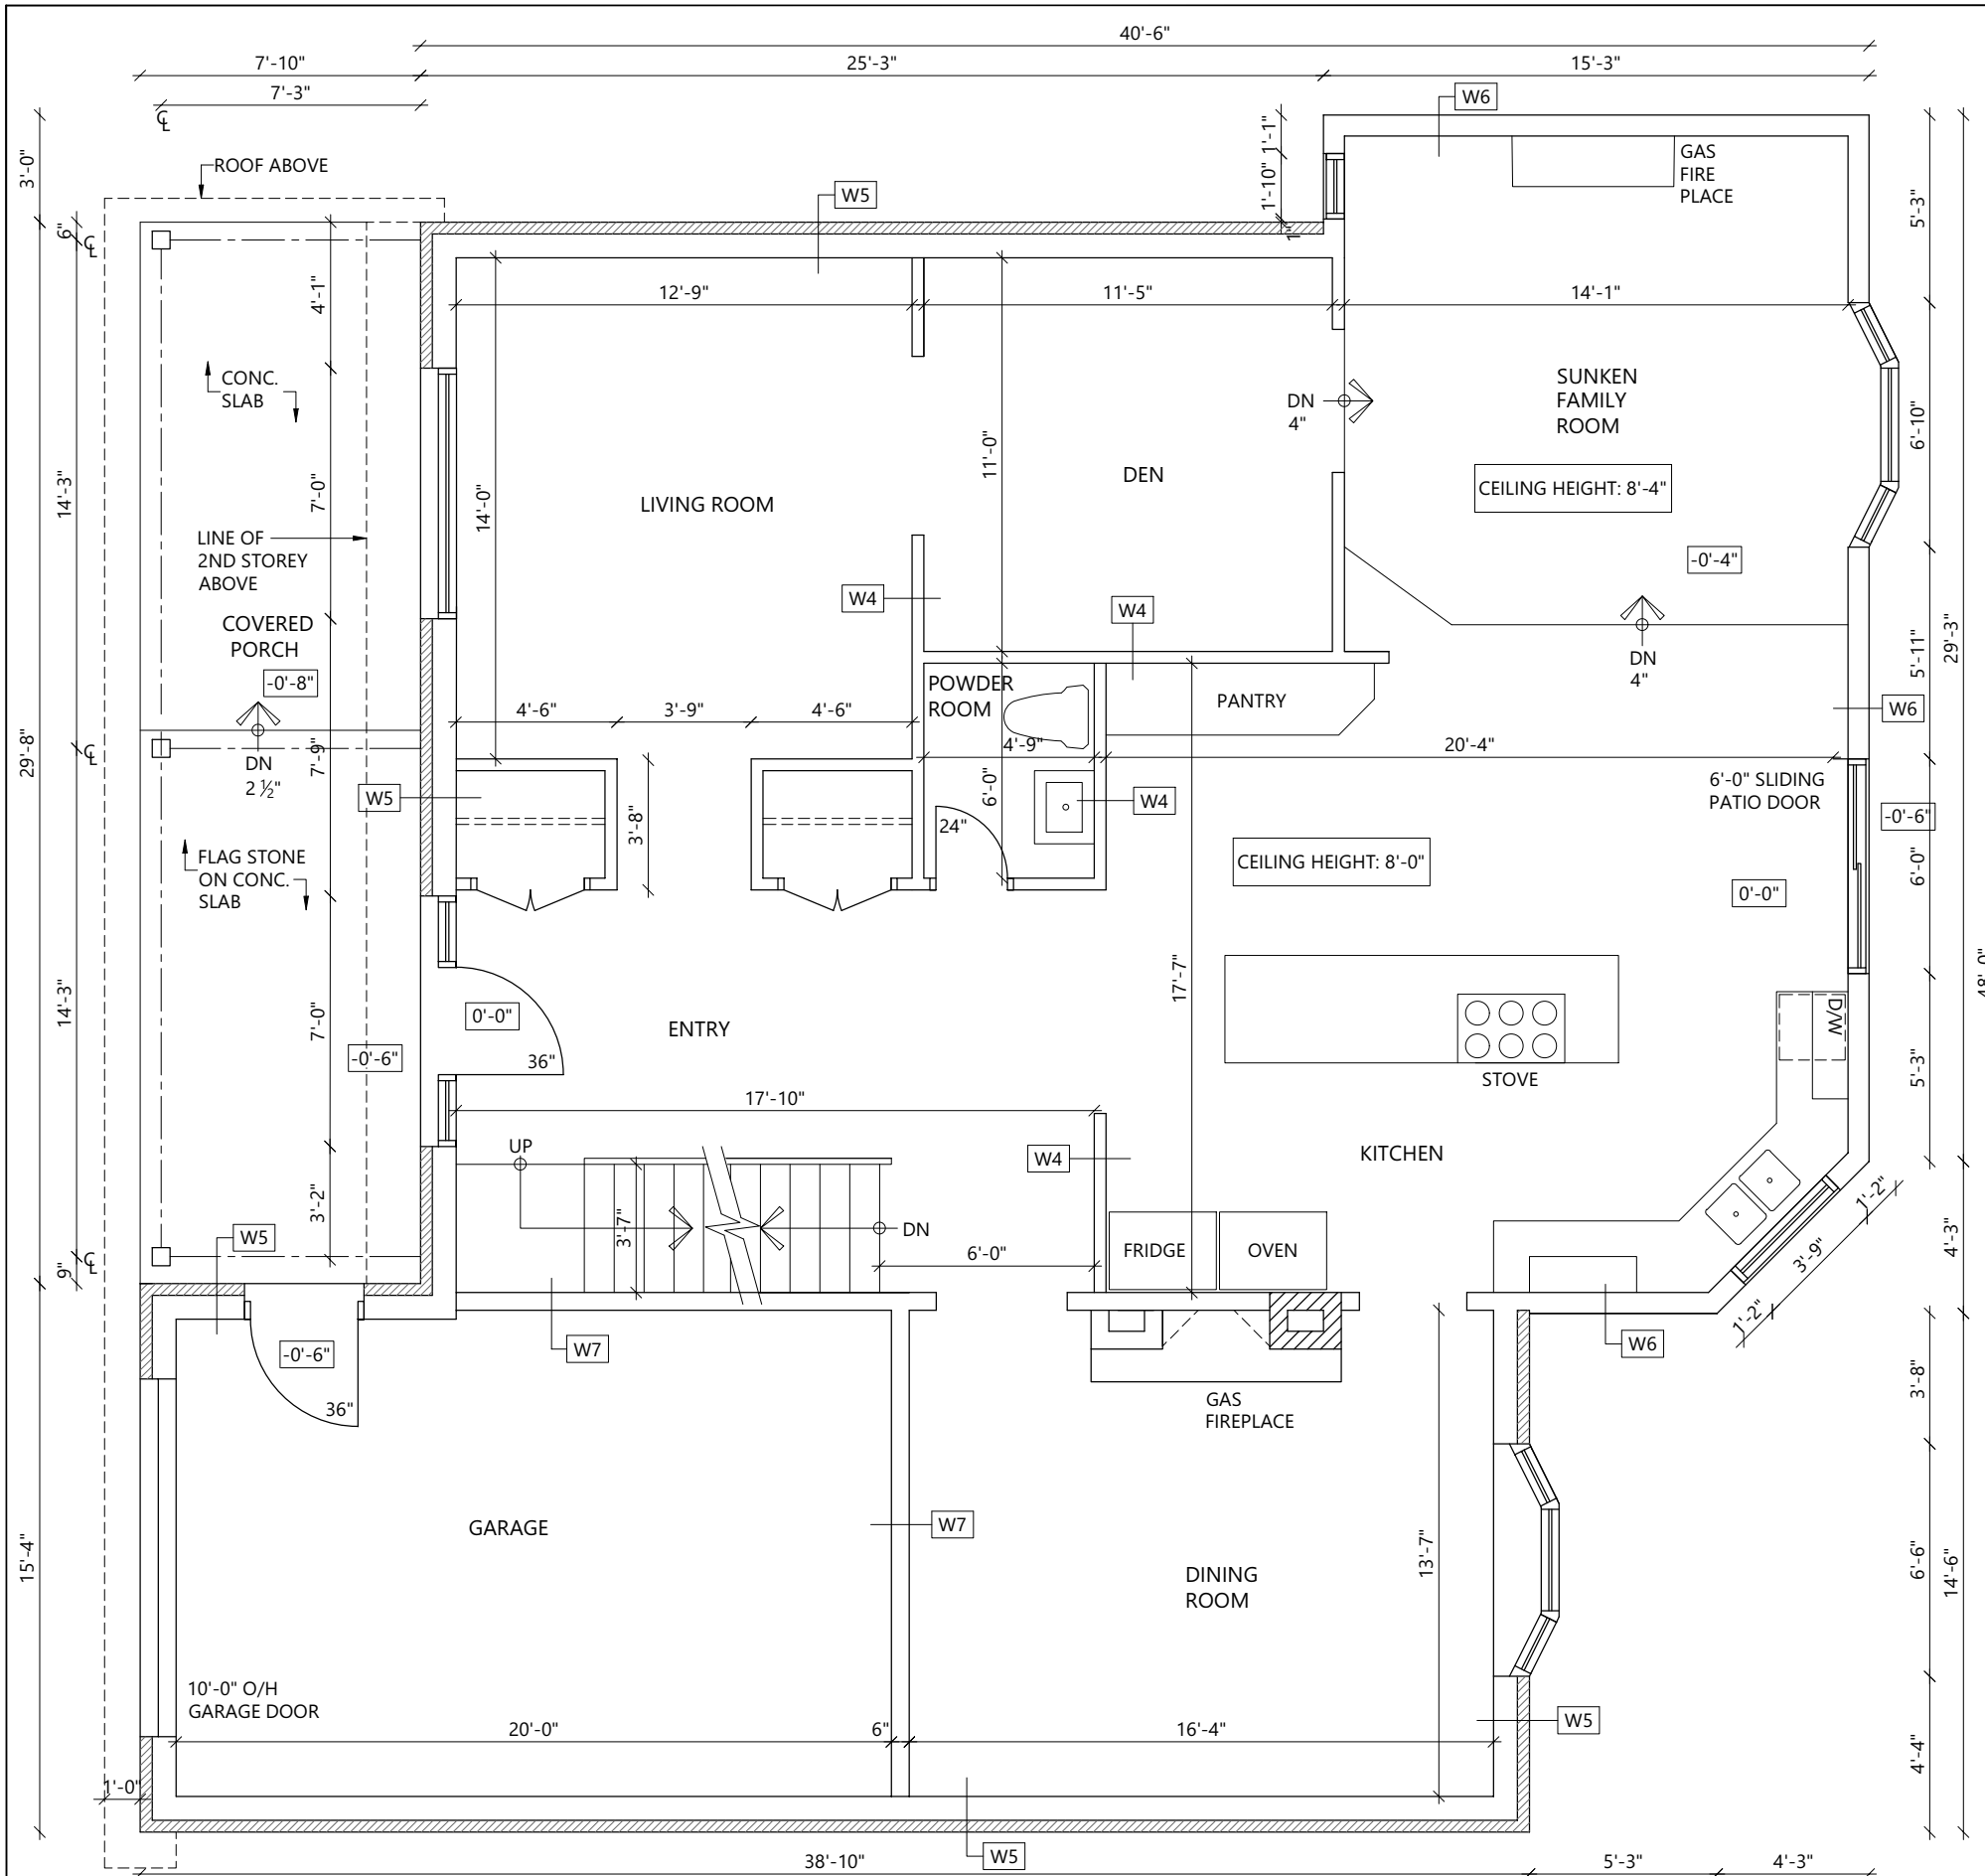 40'-6"
7'-10"
25'-3"
15'-3"
7'-3"
W6
3'-0"
1'-1"
1'-10"
1"
ROOF ABOVE
W5
GAS
FIRE
PLACE
5'-3"
6"
4'-1"
12'-9"
11'-5"
14'-1"
CONC.
SLAB
DN
4"
SUNKEN
FAMILY
ROOM
6'-10"
14'-3"
7'-0"
14'-0"
11'-0"
LIVING ROOM
DEN
CEILING HEIGHT: 8'-4"
LINE OF
2ND STOREY
ABOVE
-0'-4"
W4
W4
COVERED
PORCH
-0'-8"
DN
4"
5'-11"
29'-3"
POWDER
ROOM
PANTRY
W6
4'-6"
3'-9"
4'-6"
4'-9"
20'-4"
29'-8"
7'-9"
DN
2 ½"
W5
6'-0"
W4
6'-0" SLIDING
PATIO DOOR
-0'-6"
3'-8"
24"
FLAG STONE
ON CONC.
SLAB
CEILING HEIGHT: 8'-0"
6'-0"
0'-0"
14'-3"
17'-7"
48'-0"
7'-0"
0'-0"
ENTRY
D/W
-0'-6"
36"
STOVE
5'-3"
17'-10"
UP
W4
KITCHEN
3'-2"
3'-7"
1'-2"
W5
DN
FRIDGE
OVEN
3'-9"
4'-3"
6'-0"
9"
1'-2"
-0'-6"
W7
W6
36"
GAS
FIREPLACE
3'-8"
GARAGE
W7
15'-4"
13'-7"
DINING
ROOM
6'-6"
14'-6"
10'-0" O/H
GARAGE DOOR
W5
20'-0"
6"
16'-4"
4'-4"
1'-0"
W5
38'-10"
5'-3"
4'-3"